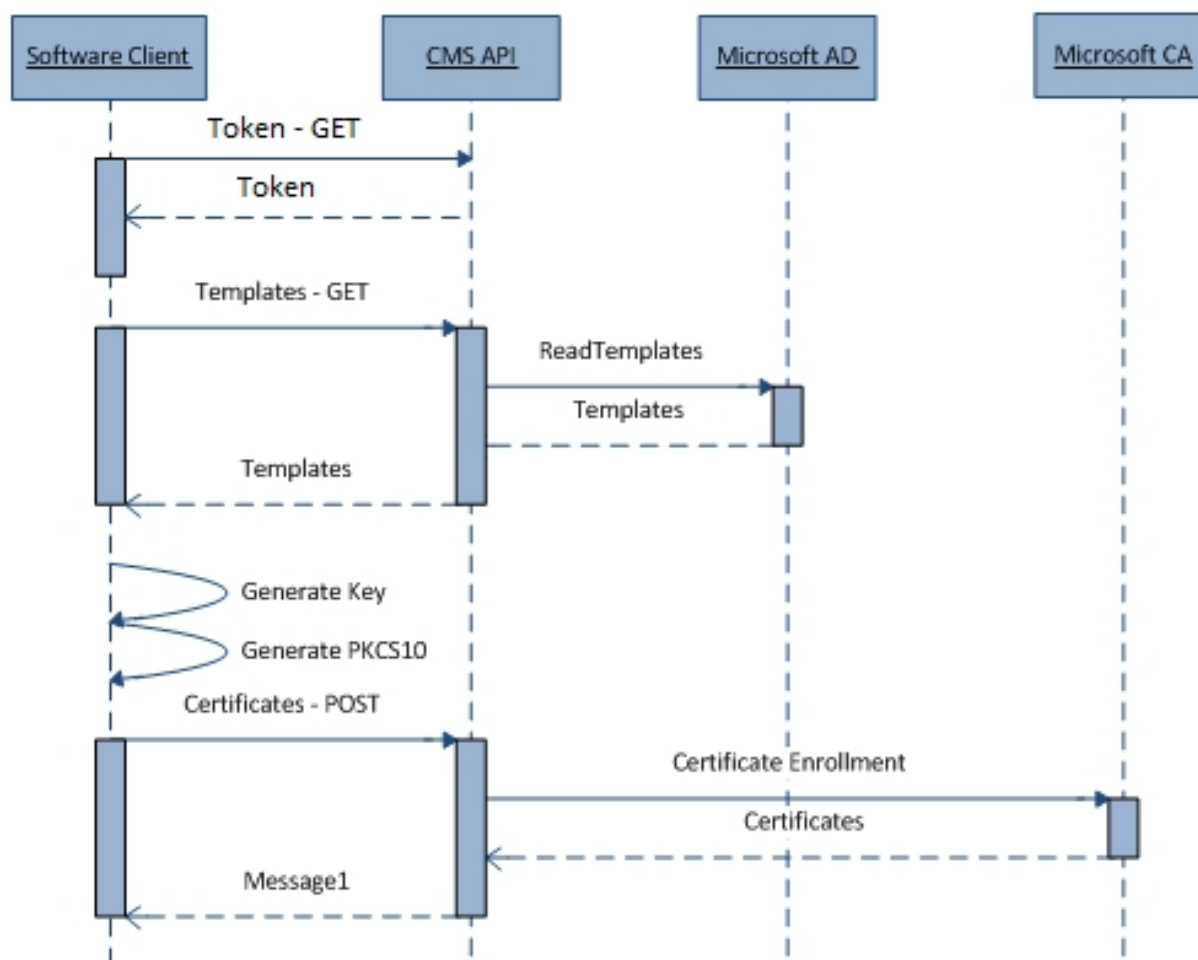 Software Client
CMS API
Microsoft AD
Microsoft CA
Token - GET
Token
Templates - GET
ReadTemplates
Templates
Templates
Generate Key
Generate PKCS10
Certificates - POST
Certificate Enrollment
Certificates
Message1